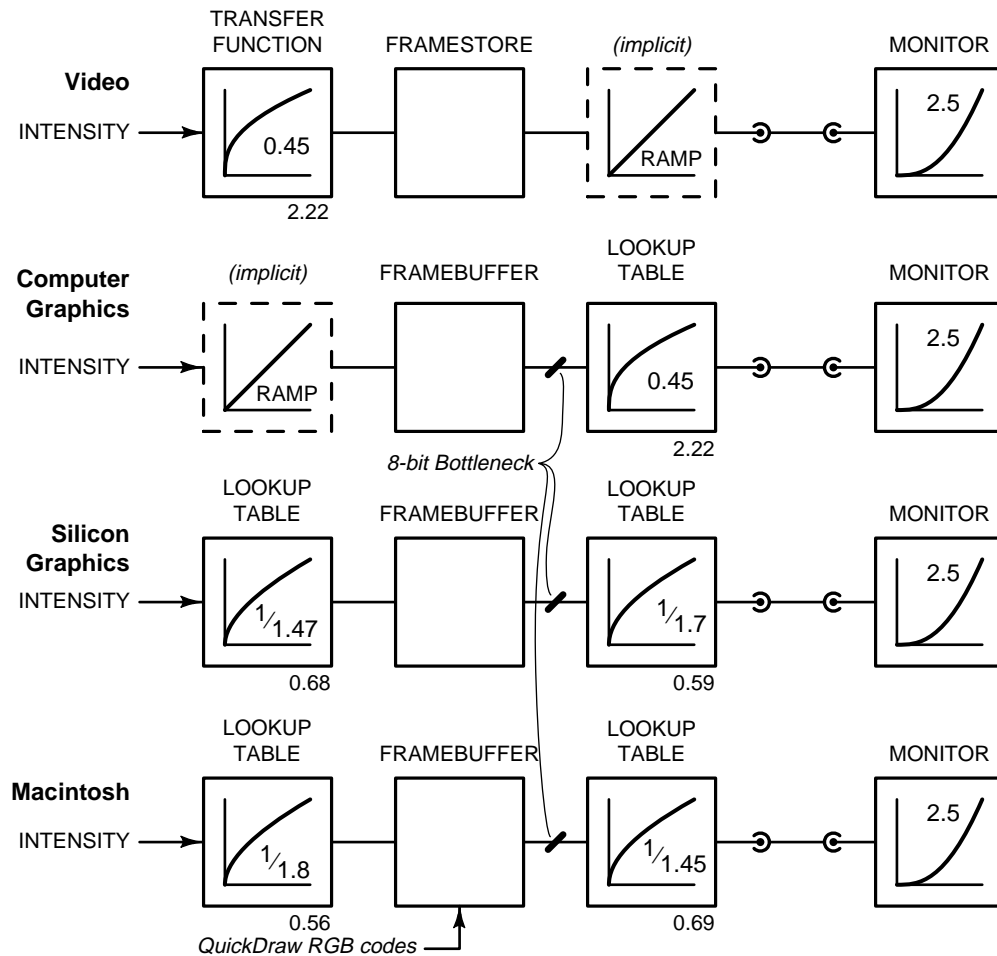 TRANSFER
FUNCTION
FRAMESTORE
(implicit)
MONITOR
Video
INTENSITY
0.45
RAMP
2.5
2.22
Computer
Graphics
(implicit)
FRAMEBUFFER
LOOKUP
TABLE
MONITOR
INTENSITY
RAMP
0.45
2.5
2.22
8-bit Bottleneck
Silicon
Graphics
LOOKUP
TABLE
FRAMEBUFFER
LOOKUP
TABLE
MONITOR
INTENSITY
1/1.47
1/1.7
2.5
0.68
0.59
Macintosh
LOOKUP
TABLE
FRAMEBUFFER
LOOKUP
TABLE
MONITOR
INTENSITY
1/1.8
1/1.45
2.5
0.56
0.69
QuickDraw RGB codes